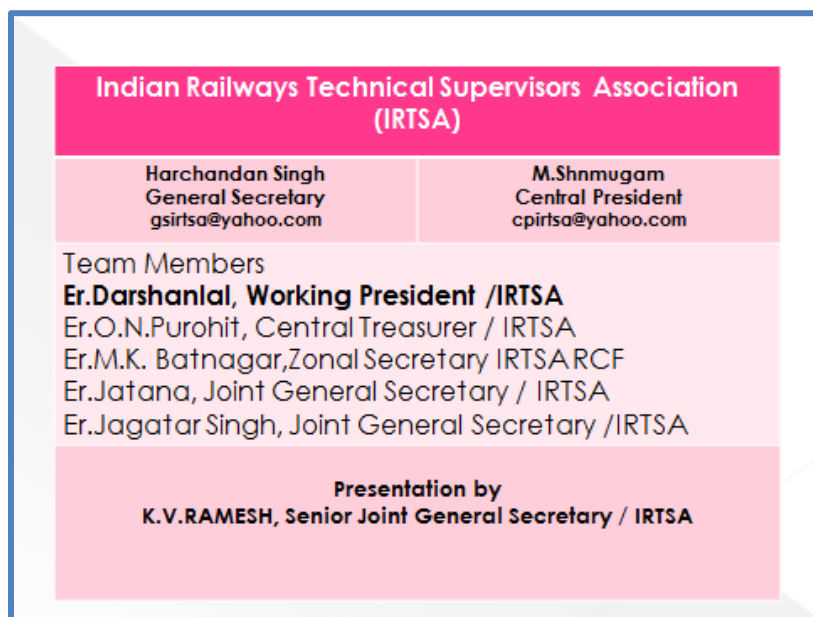 Indian Railways Technical Supervisors Association
(IRTSA)
Harchandan Singh
General Secretary
gsirtsa@yahoo.com
M.Shnmugam
Central President
cpirtsa@yahoo.com
Team Members
Er.Darshanlal, Working President /IRTSA
Er.O.N.Purohit, Central Treasurer / IRTSA
Er.M.K. Batnagar,Zonal Secretary IRTSA RCF
Er.Jatana, Joint General Secretary / IRTSA
Er.Jagatar Singh, Joint General Secretary /IRTSA
Presentation by
K.V.RAMESH, Senior Joint General Secretary / IRTSA